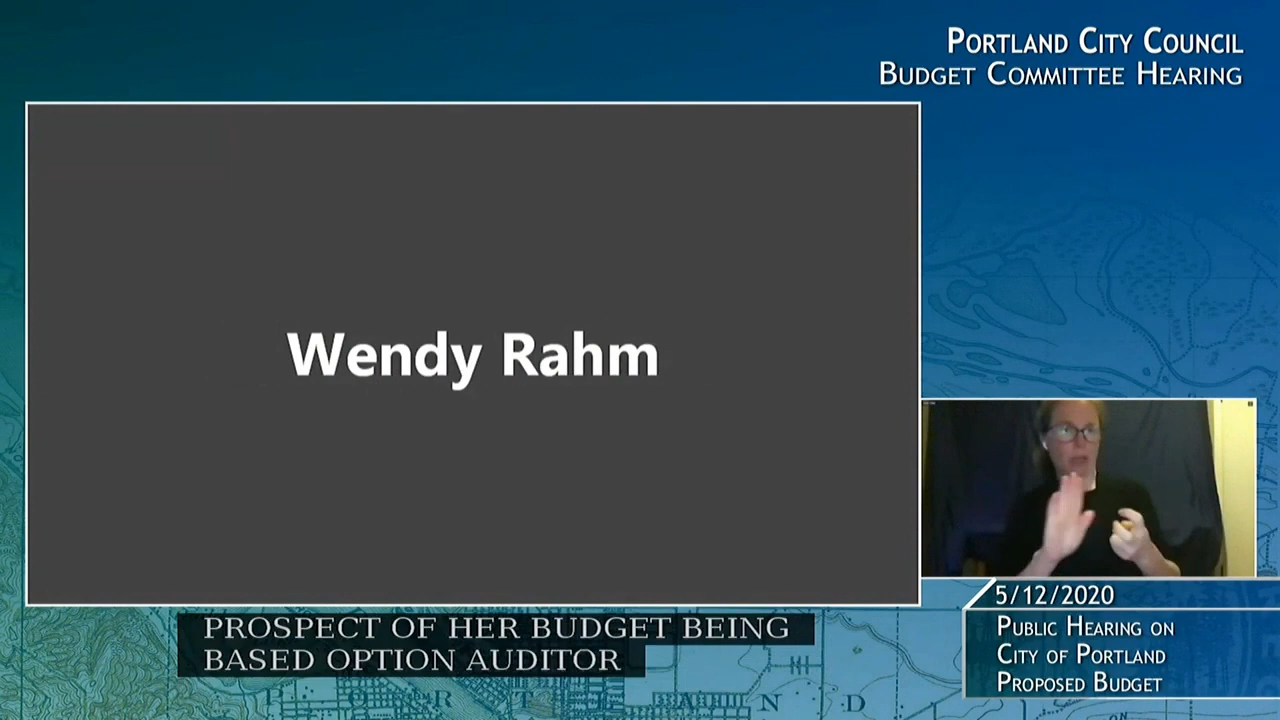 PORTLAND CITY COUNCIL
BUDGET COMMITTEE HEARING
Wendy Rahm
5/12/2020
PUBLIC HEARING ON
CITY OF PORTLAND
PROPOSED BUDGET
PROSPECT OF HER BUDGET BEING
BASED OPTION AUDITOR
R T L A N D